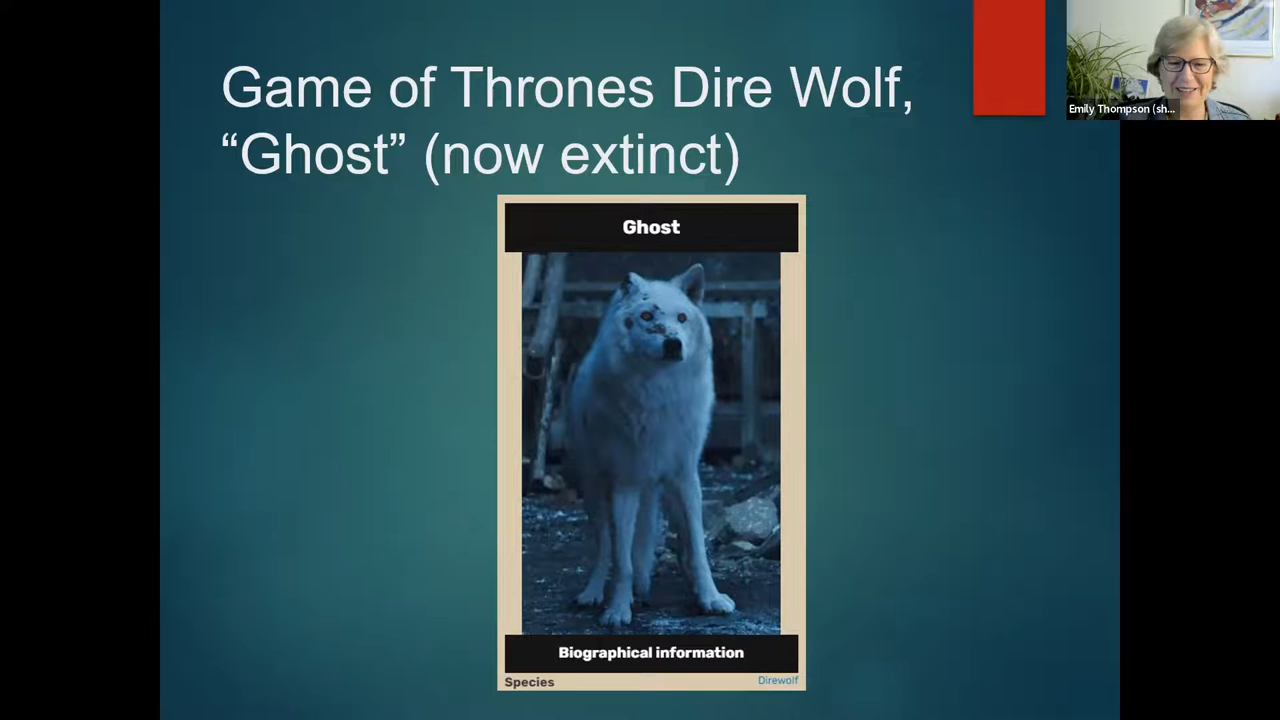 Game of Thrones Dire Wolf,
“Ghost” (now extinct)
Emily Thompson (sh...
Ghost
Biographical information
Species Direwolf